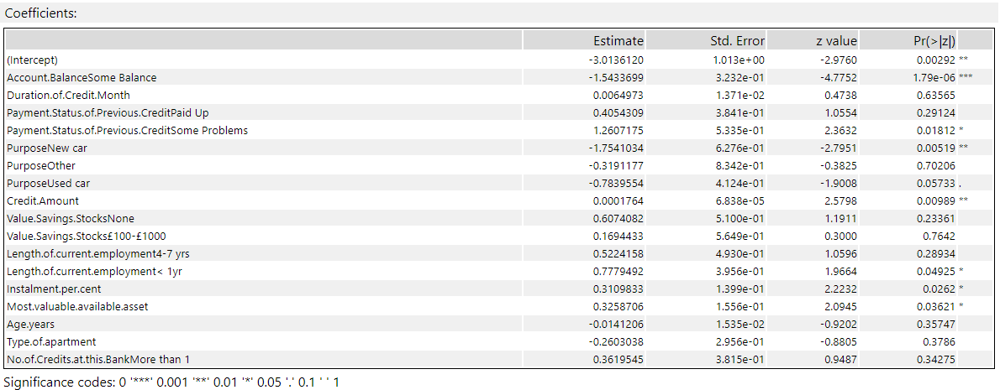 Coefficients:
Estimate Std. Error z value Pr(>|z|)
(Intercept) -3.0136120 1.013e+00 -2.9760 0.00292 **
Account.BalanceSome Balance -1.5433699 3.232e-01 -4.7752 1.79e-06 ***
Duration.of.Credit.Month 0.0064973 1.371e-02 0.4738 0.63565
Payment.Status.of.Previous.CreditPaid Up 0.4054309 3.841e-01 1.0554 0.29124
Payment.Status.of.Previous.CreditSome Problems 1.2607175 5.335e-01 2.3632 0.01812 *
PurposeNew car -1.7541034 6.276e-01 -2.7951 0.00519 **
PurposeOther -0.3191177 8.342e-01 -0.3825 0.70206
PurposeUsed car -0.7839554 4.124e-01 -1.9008 0.05733 .
Credit.Amount 0.0001764 6.838e-05 2.5798 0.00989 **
Value.Savings.StocksNone 0.6074082 5.100e-01 1.1911 0.23361
Value.Savings.Stocks£100-£1000 0.1694433 5.649e-01 0.3000 0.7642
Length.of.current.employment4-7 yrs 0.5224158 4.930e-01 1.0596 0.28934
Length.of.current.employment< 1yr 0.7779492 3.956e-01 1.9664 0.04925 *
Instalment.per.cent 0.3109833 1.399e-01 2.2232 0.0262 *
Most.valuable.available.asset 0.3258706 1.556e-01 2.0945 0.03621 *
Age.years -0.0141206 1.535e-02 -0.9202 0.35747
Type.of.apartment -0.2603038 2.956e-01 -0.8805 0.3786
No.of.Credits.at.this.BankMore than 1 0.3619545 3.815e-01 0.9487 0.34275
Significance codes: 0 '***' 0.001 '**' 0.01 '*' 0.05 '.' 0.1 ' ' 1